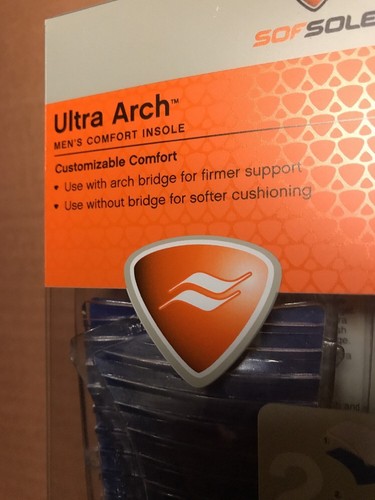 SOFSOLE
Ultra Arch™
MEN'S COMFORT INSOLE
Customizable Comfort
• Use with arch bridge for firmer support
• Use without bridge for softer cushioning